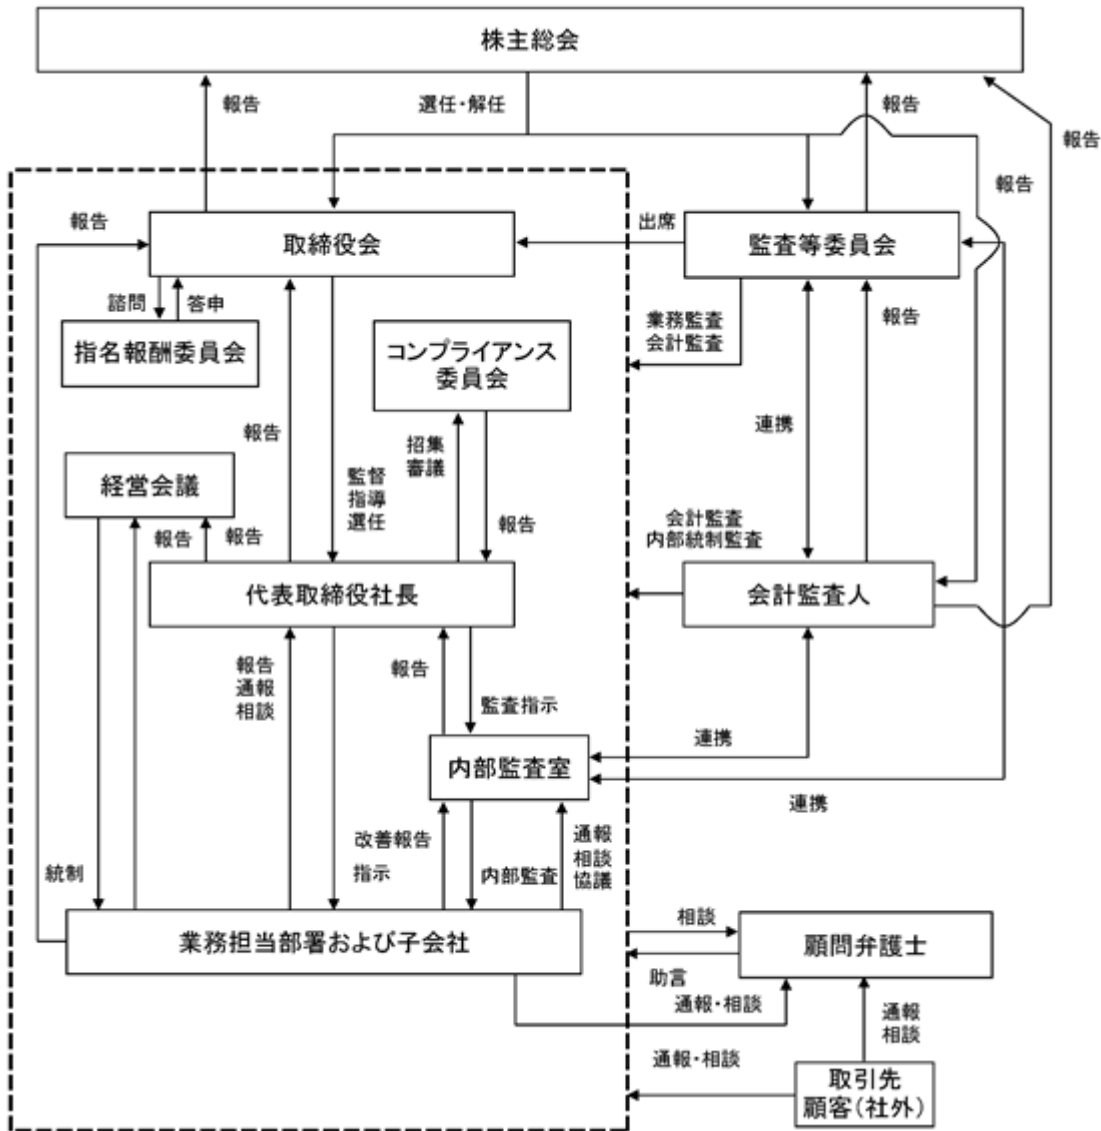 株主総会
報告
選任・解任
報告
報告
報告
報告
取締役会
出席
監査等委員会
諮問
答申
業務監査
会計監査
報告
指名報酬委員会
コンプライアンス
委員会
報告
招集
審議
連携
経営会議
監督
指導
選任
報告
報告
報告
会計監査
内部統制監査
代表取締役社長
会計監査人
報告
通報
相談
報告
監査指示
連携
内部監査室
連携
改善報告
通報
相談
協議
統制
指示
内部監査
業務担当部署および子会社
相談
顧問弁護士
助言
通報・相談
通報
相談
通報・相談
取引先
顧客(社外)